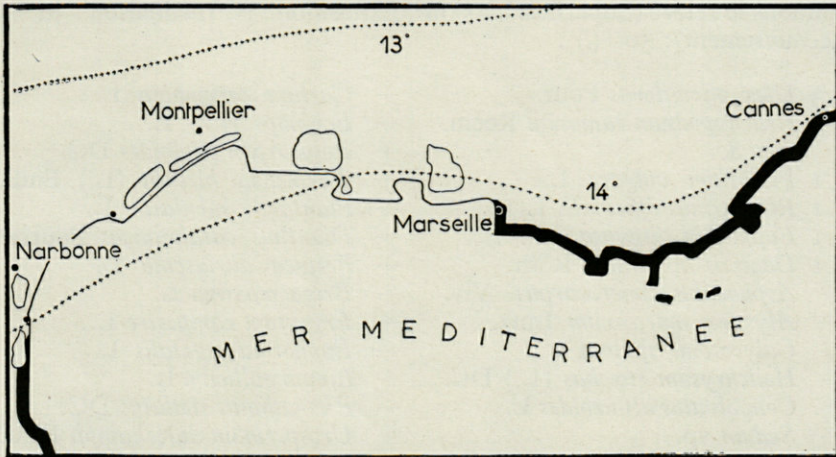 13°
Montpellier
Cannes
14°
Marseille
Narbonne
MER MEDITERRANEE